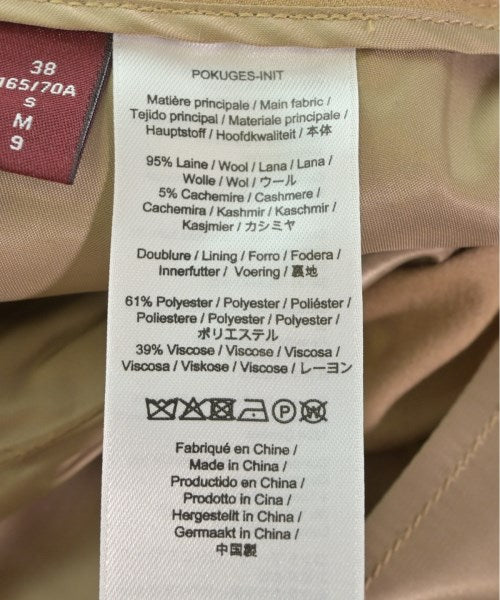 38
165/70A
S
M
9
POKUGES-INIT
Matière principale / Main fabric /
Tejido principal / Materiale principale /
Hauptstoff / Hoofdkwaliteit / 本体
95% Laine / Wool / Lana / Lana /
Wolle / Wol / ウール
5% Cachemire / Cashmere /
Cachemira / Kashmir / Kaschmir /
Kasjmier / カシミヤ
Doublure / Lining / Forro / Fodera /
Innerfutter / Voering / 裏地
61% Polyester / Polyester / Poliéster /
Poliestere / Polyester / Polyester /
ポリエステル
39% Viscose / Viscose / Viscosa /
Viscosa / Viskose / Viscose / レーヨン
P W
Fabriqué en Chine /
Made in China /
Productido en China /
Prodotto in China /
Hergestellt in China /
Germaakt in China /
中国製